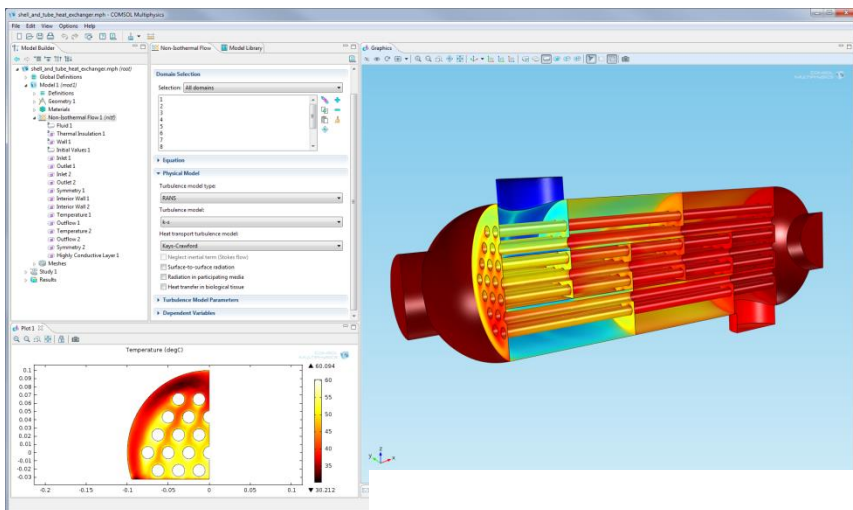 shell_and_tube_heat_exchanger.mph - COMSOL Multiphysics
File Edit View Options Help
Model Builder
shell_and_tube_heat_exchanger.mph (root)
Global Definitions
Model 1 (mod1)
Definitions
Geometry 1
Materials
Non-Isothermal Flow 1 (nitf)
Fluid 1
Thermal Insulation 1
Wall 1
Initial Values 1
Inlet 1
Outlet 1
Inlet 2
Outlet 2
Symmetry 1
Interior Wall 1
Interior Wall 2
Temperature 1
Outflow 1
Temperature 2
Outflow 2
Symmetry 2
Highly Conductive Layer 1
Meshes
Study 1
Results
Non-Isothermal Flow Model Library
Domain Selection
Selection: All domains
1
2
3
4
5
6
7
8
Equation
Physical Model
Turbulence model type:
RANS
Turbulence model:
k-ε
Heat transport turbulence model:
Kays-Crawford
Neglect inertial term (Stokes flow)
Surface-to-surface radiation
Radiation in participating media
Heat transfer in biological tissue
Turbulence Model Parameters
Dependent Variables
Graphics
z
y x
Plot 1
Temperature (degC)
▲ 60.094
0.1
0.09
0.08
0.07
0.06
0.05
0.04
0.03
0.02
0.01
0
-0.01
-0.02
-0.03
60
55
50
45
40
35
▼ 30.212
-0.2 -0.1 -0.05 0 0.05 0.1